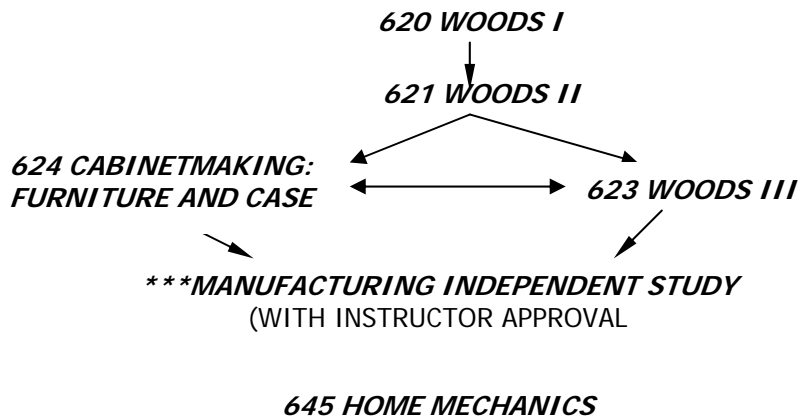 620 WOODS I
621 WOODS II
624 CABINETMAKING:
FURNITURE AND CASE
623 WOODS III
***MANUFACTURING INDEPENDENT STUDY
(WITH INSTRUCTOR APPROVAL
645 HOME MECHANICS